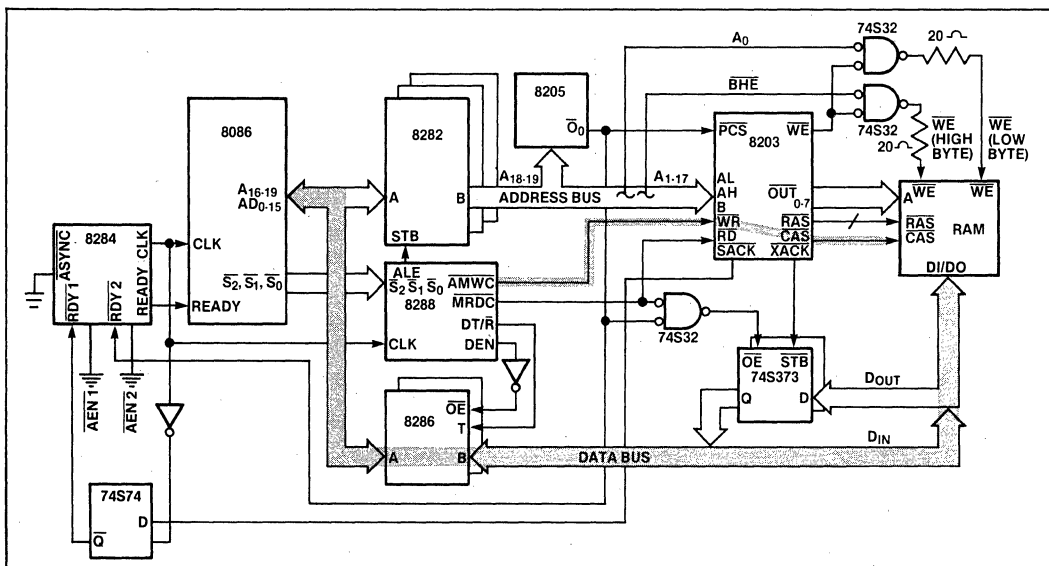 74S32
20
A0
BHE
8205
O0
8086
8282
PCS
WE
8203
74S32
WE
(HIGH
BYTE)
20
WE
(LOW
BYTE)
A16-19
AD0-15
A
B
A18-19
A1-17
ADDRESS BUS
AL
AH
B
OUT 0-7
A
WE
WE
RAM
WR
RAS
RAS
RD
CAS
CAS
SACK
XACK
DI/DO
8284
ASYNC
CLK
CLK
STB
ALE
S2, S1, S0
S2 S1 S0
8288
AMWC
MRDC
DT/R
DEN
RDY 1
RDY 2
READY
READY
CLK
74S32
OE
STB
74S373
Q
D
DOUT
AEN 1
AEN 2
OE
8286
T
A
B
DATA BUS
DIN
74S74
D
Q